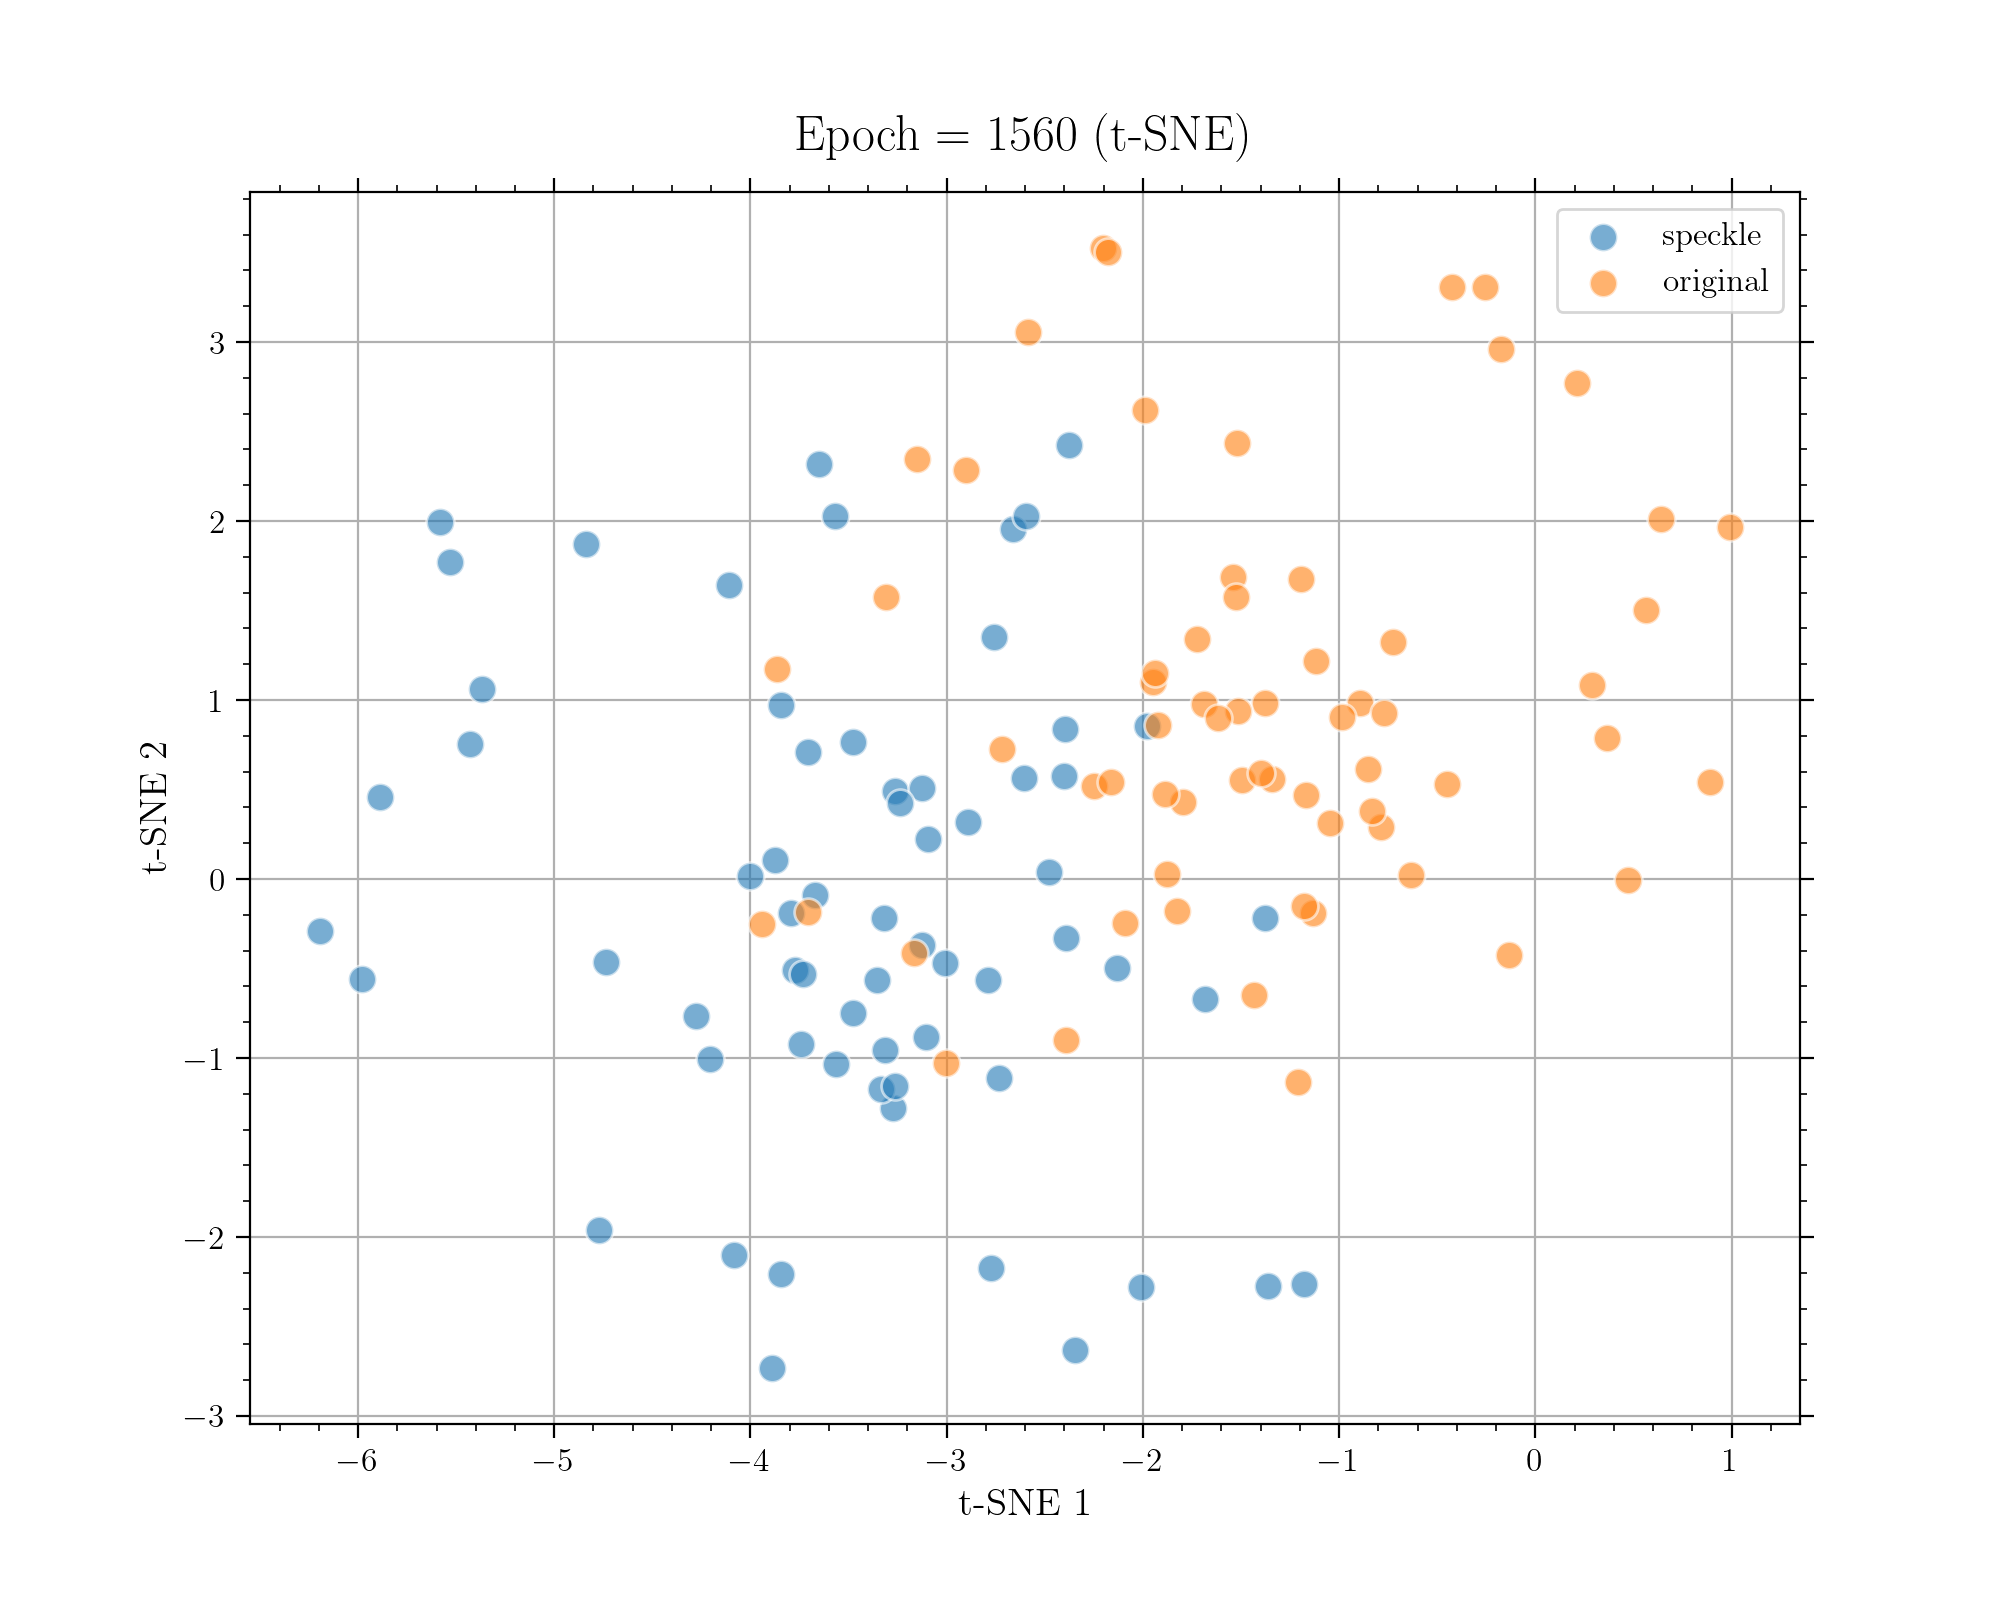 Epoch = 1560 (t-SNE)
speckle
original
3
2
1
0
−1
−2
−3
t-SNE 2
−6 −5 −4 −3 −2 −1 0 1
t-SNE 1